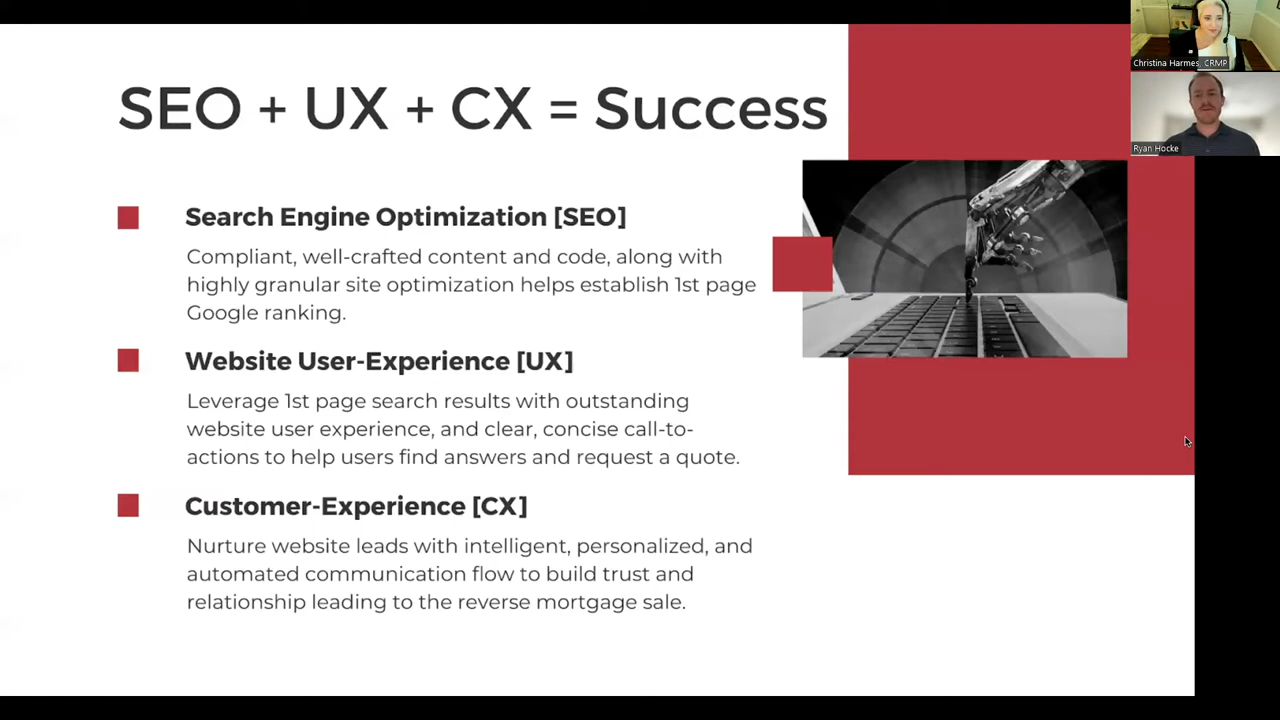 SEO + UX + CX = Success
Search Engine Optimization [SEO]
Compliant, well-crafted content and code, along with
highly granular site optimization helps establish 1st page
Google ranking.
Website User-Experience [UX]
Leverage 1st page search results with outstanding
website user experience, and clear, concise call-to-
actions to help users find answers and request a quote.
Customer-Experience [CX]
Nurture website leads with intelligent, personalized, and
automated communication flow to build trust and
relationship leading to the reverse mortgage sale.
Christina Harmes, CRMP
Ryan Hocke